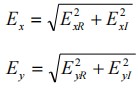 E_x = √(E_{xR}^2 + E_{xI}^2)
E_y = √(E_{yR}^2 + E_{yI}^2)